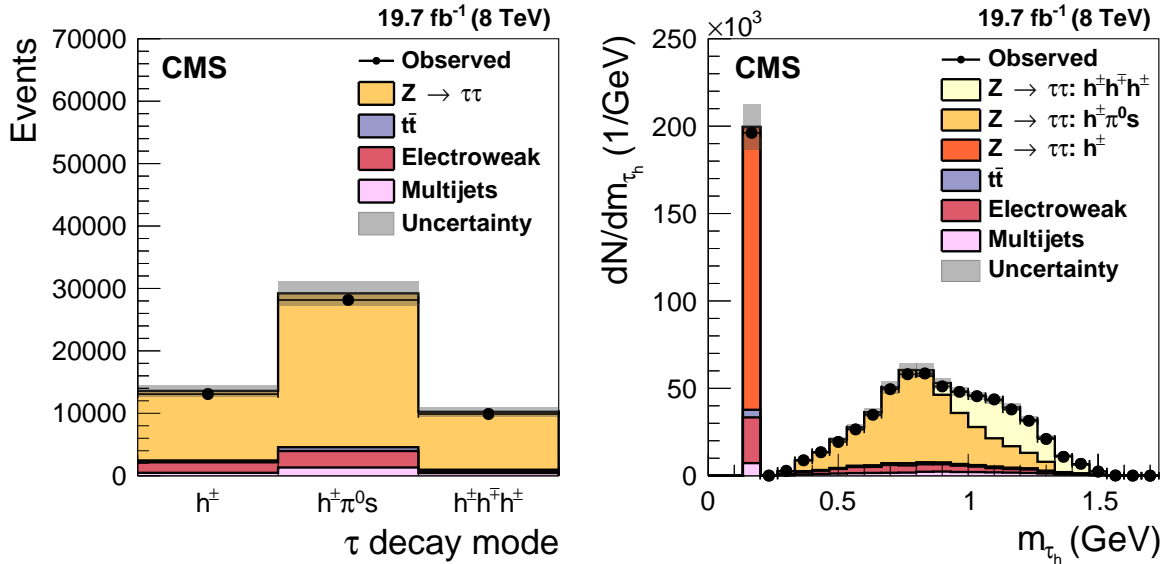 19.7 fb⁻¹ (8 TeV)
Events
70000
60000
50000
40000
30000
20000
10000
0
CMS
Observed
Z → ττ
tt̄
Electroweak
Multijets
Uncertainty
h± h±π⁰s h±h∓h±
τ decay mode
19.7 fb⁻¹ (8 TeV)
×10³
dN/dm_τh (1/GeV)
250
200
150
100
50
0
CMS
Observed
Z → ττ: h±h∓h±
Z → ττ: h±π⁰s
Z → ττ: h±
tt̄
Electroweak
Multijets
Uncertainty
0 0.5 1 1.5
m_τh (GeV)